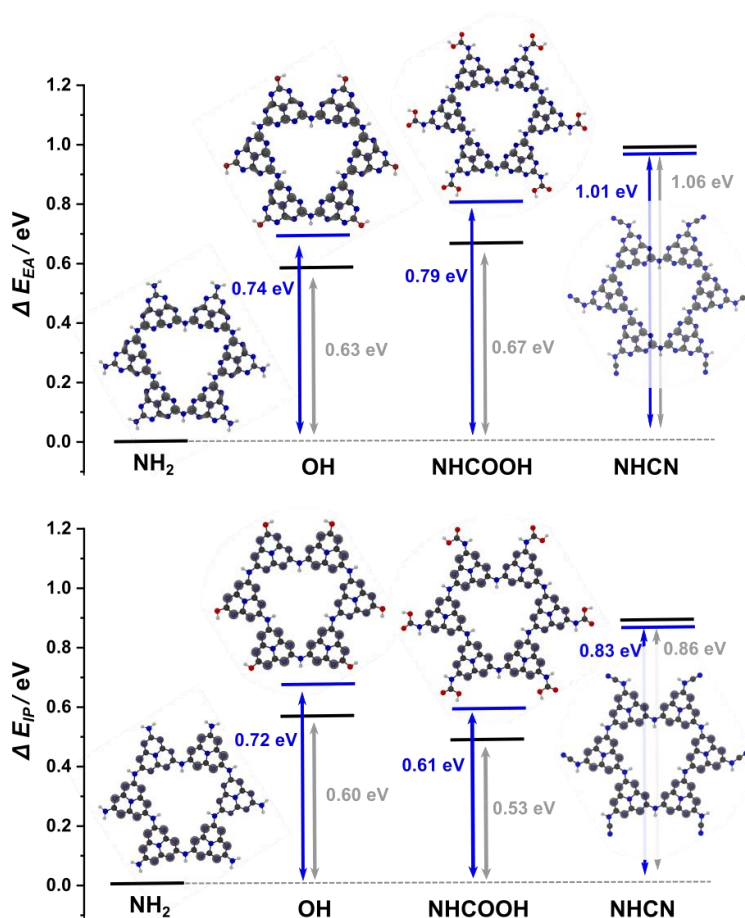 1.2
1.0
0.8
0.6
0.4
0.2
0.0
Δ E_EA / eV
0.74 eV
0.63 eV
0.79 eV
0.67 eV
1.01 eV
1.06 eV
NH₂
OH
NHCOOH
NHCN
1.2
1.0
0.8
0.6
0.4
0.2
0.0
Δ E_IP / eV
0.72 eV
0.60 eV
0.61 eV
0.53 eV
0.83 eV
0.86 eV
NH₂
OH
NHCOOH
NHCN